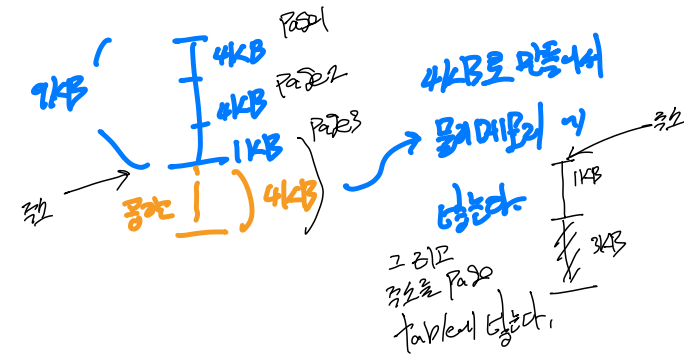 9KB
4KB
Page1
4KB
Page2
1KB
Page3
주소
4KB
4KB로 만들어서
물리메모리에
넣는다.
주소
1KB
3KB
그리고
주소를 Page
table에 넣는다.